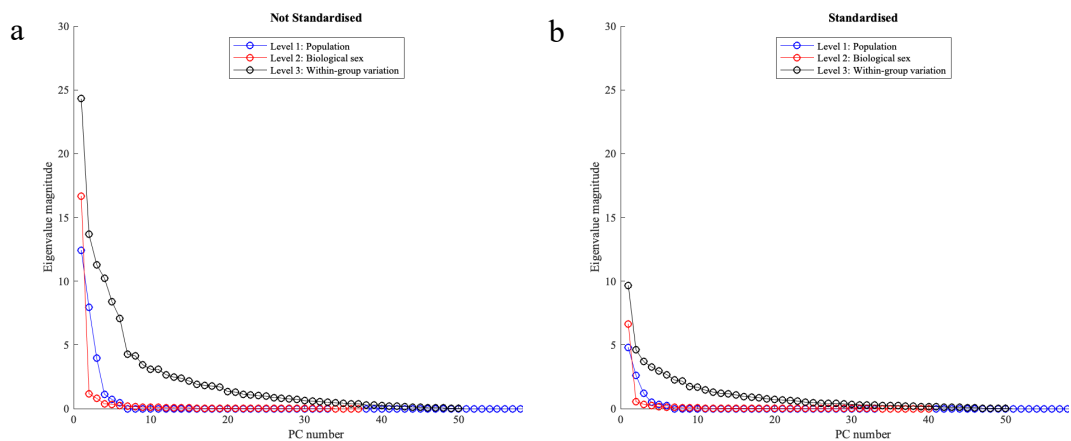 a
Not Standardised
Level 1: Population
Level 2: Biological sex
Level 3: Within-group variation
Eigenvalue magnitude
30
25
20
15
10
5
0
0
10
20
30
40
50
PC number
b
Standardised
Level 1: Population
Level 2: Biological sex
Level 3: Within-group variation
Eigenvalue magnitude
30
25
20
15
10
5
0
0
10
20
30
40
50
PC number